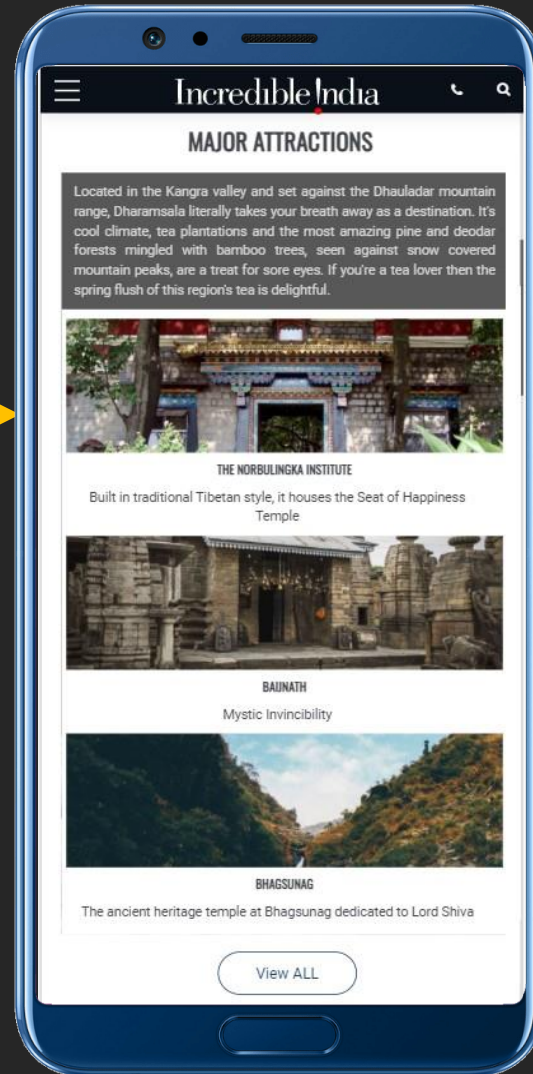 Incredible !ndia
MAJOR ATTRACTIONS
Located in the Kangra valley and set against the Dhauladar mountain
range, Dharamsala literally takes your breath away as a destination. It's
cool climate, tea plantations and the most amazing pine and deodar
forests mingled with bamboo trees, seen against snow covered
mountain peaks, are a treat for sore eyes. If you're a tea lover then the
spring flush of this region's tea is delightful.
THE NORBULINGKA INSTITUTE
Built in traditional Tibetan style, it houses the Seat of Happiness
Temple
BAIJNATH
Mystic Invincibility
BHAGSUNAG
The ancient heritage temple at Bhagsunag dedicated to Lord Shiva
View ALL